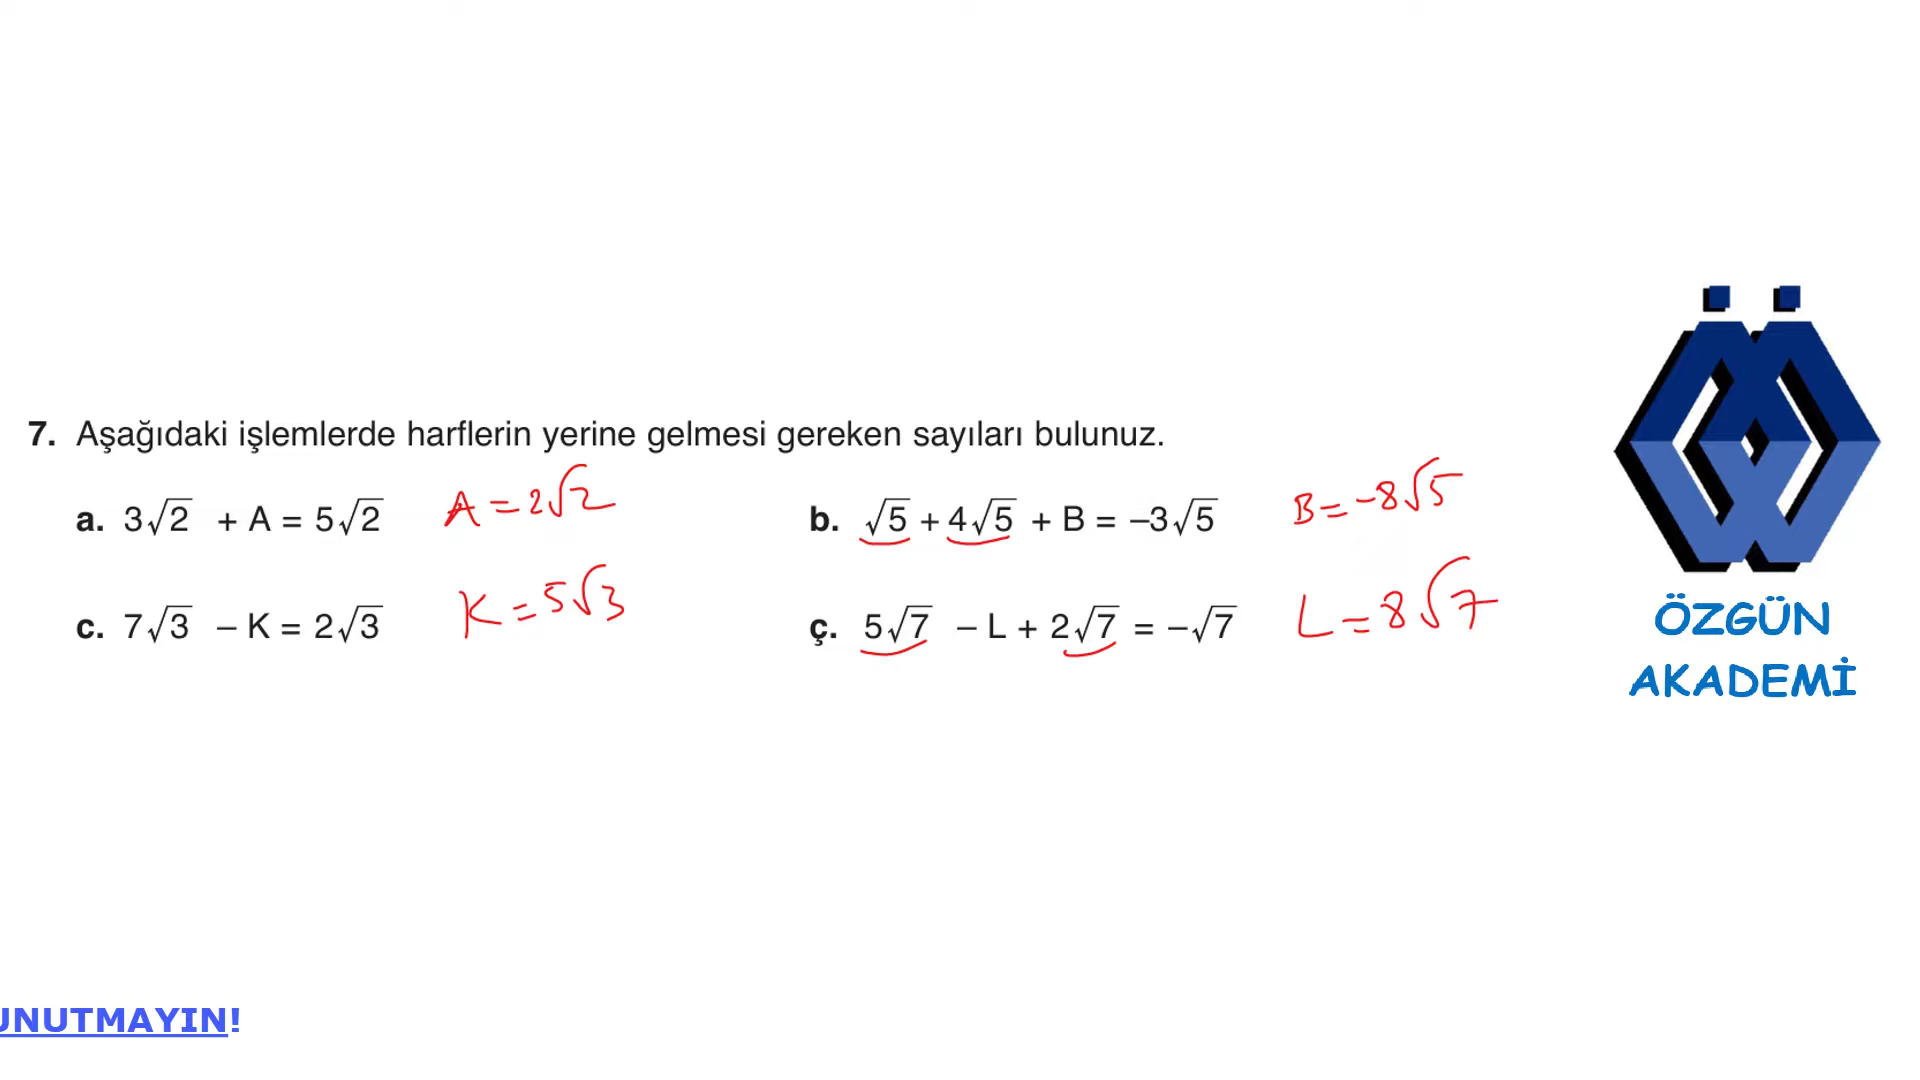 7. Aşağıdaki işlemlerde harflerin yerine gelmesi gereken sayıları bulunuz.
a. 3√2 + A = 5√2 A = 2√2 b. √5 + 4√5 + B = –3√5 B = -8√5
c. 7√3 – K = 2√3 K = 5√3 ç. 5√7 – L + 2√7 = –√7 L = 8√7
ÖZGÜN
AKADEMİ
UNUTMAYIN!